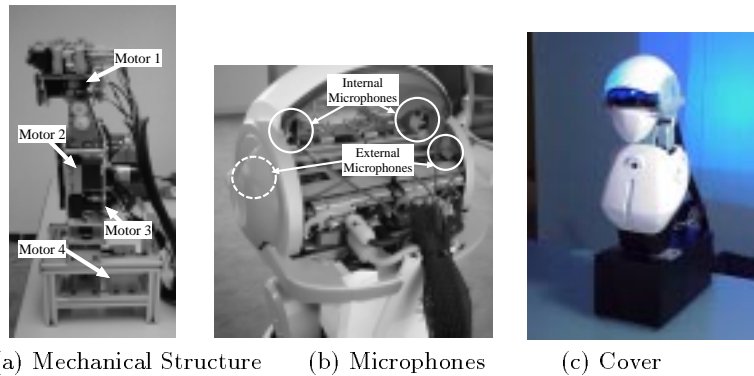 Motor 1
Motor 2
Motor 3
Motor 4
Internal
Microphones
External
Microphones
a) Mechanical Structure
(b) Microphones
(c) Cover